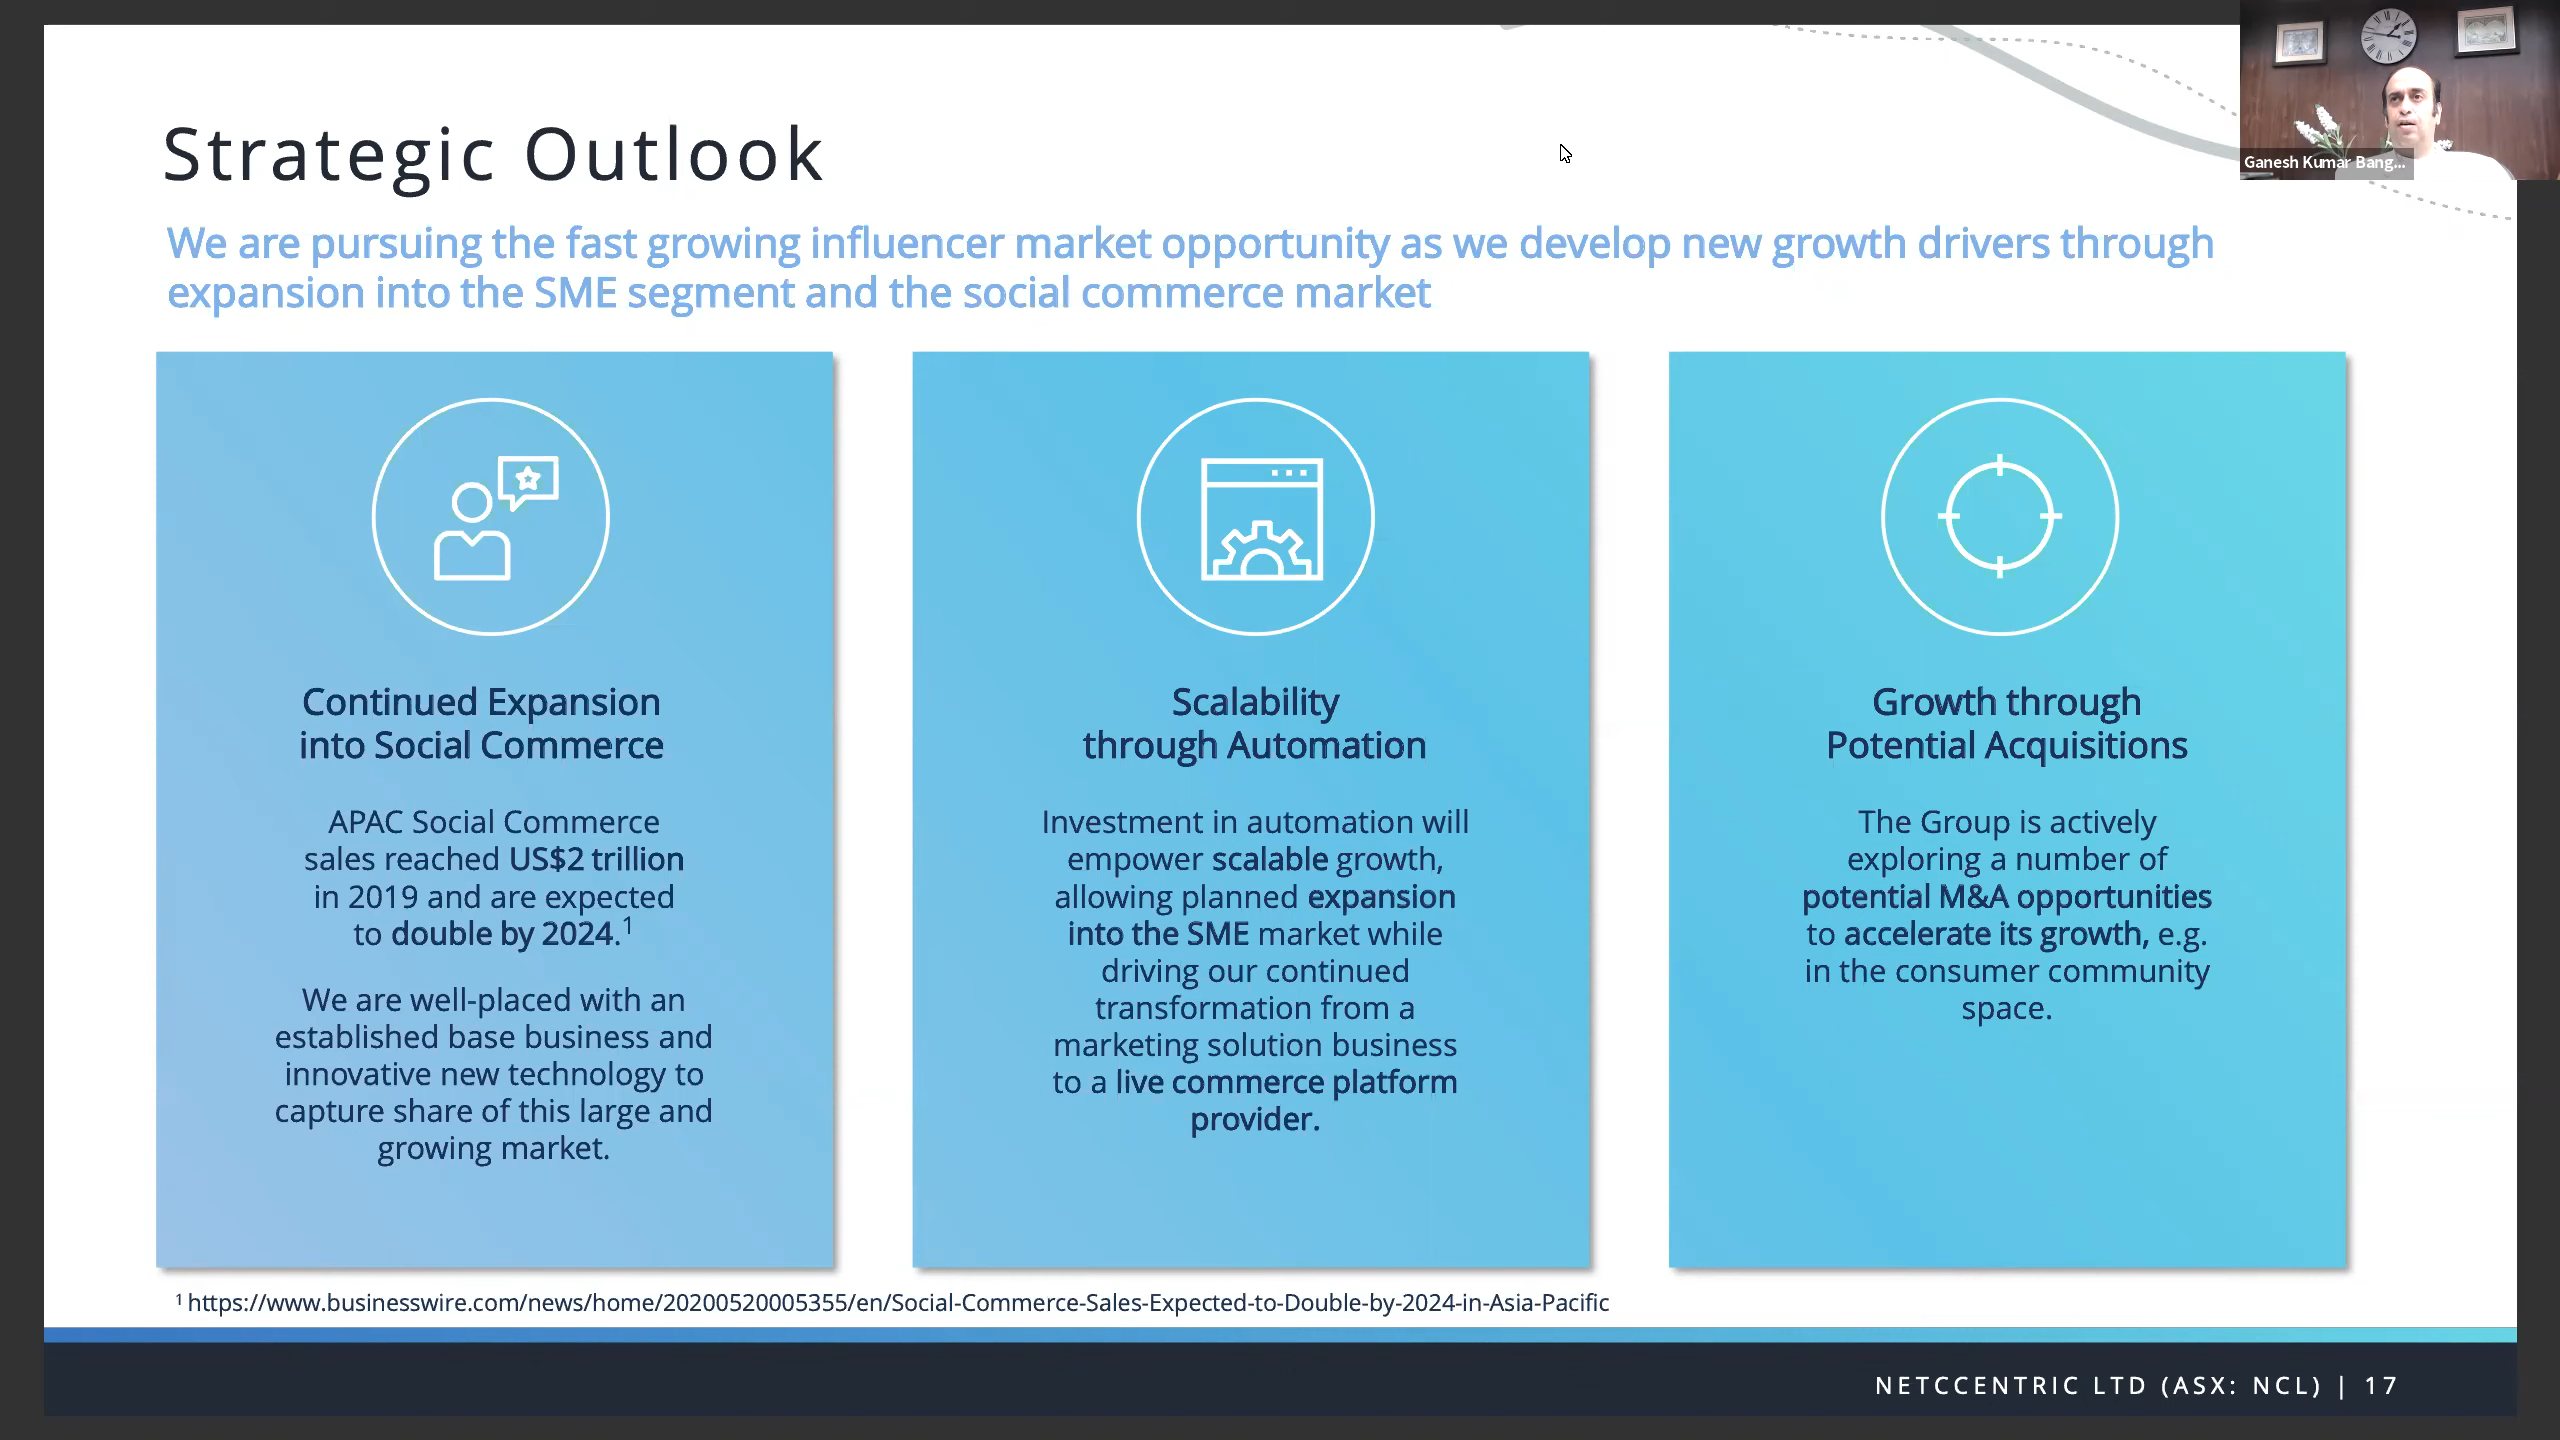 Strategic Outlook
Ganesh Kumar Bang...
We are pursuing the fast growing influencer market opportunity as we develop new growth drivers through
expansion into the SME segment and the social commerce market
Continued Expansion
into Social Commerce
APAC Social Commerce
sales reached US$2 trillion
in 2019 and are expected
to double by 2024.¹
We are well-placed with an
established base business and
innovative new technology to
capture share of this large and
growing market.
Scalability
through Automation
Investment in automation will
empower scalable growth,
allowing planned expansion
into the SME market while
driving our continued
transformation from a
marketing solution business
to a live commerce platform
provider.
Growth through
Potential Acquisitions
The Group is actively
exploring a number of
potential M&A opportunities
to accelerate its growth, e.g.
in the consumer community
space.
¹ https://www.businesswire.com/news/home/20200520005355/en/Social-Commerce-Sales-Expected-to-Double-by-2024-in-Asia-Pacific
NETCCENTRIC LTD (ASX: NCL) | 17